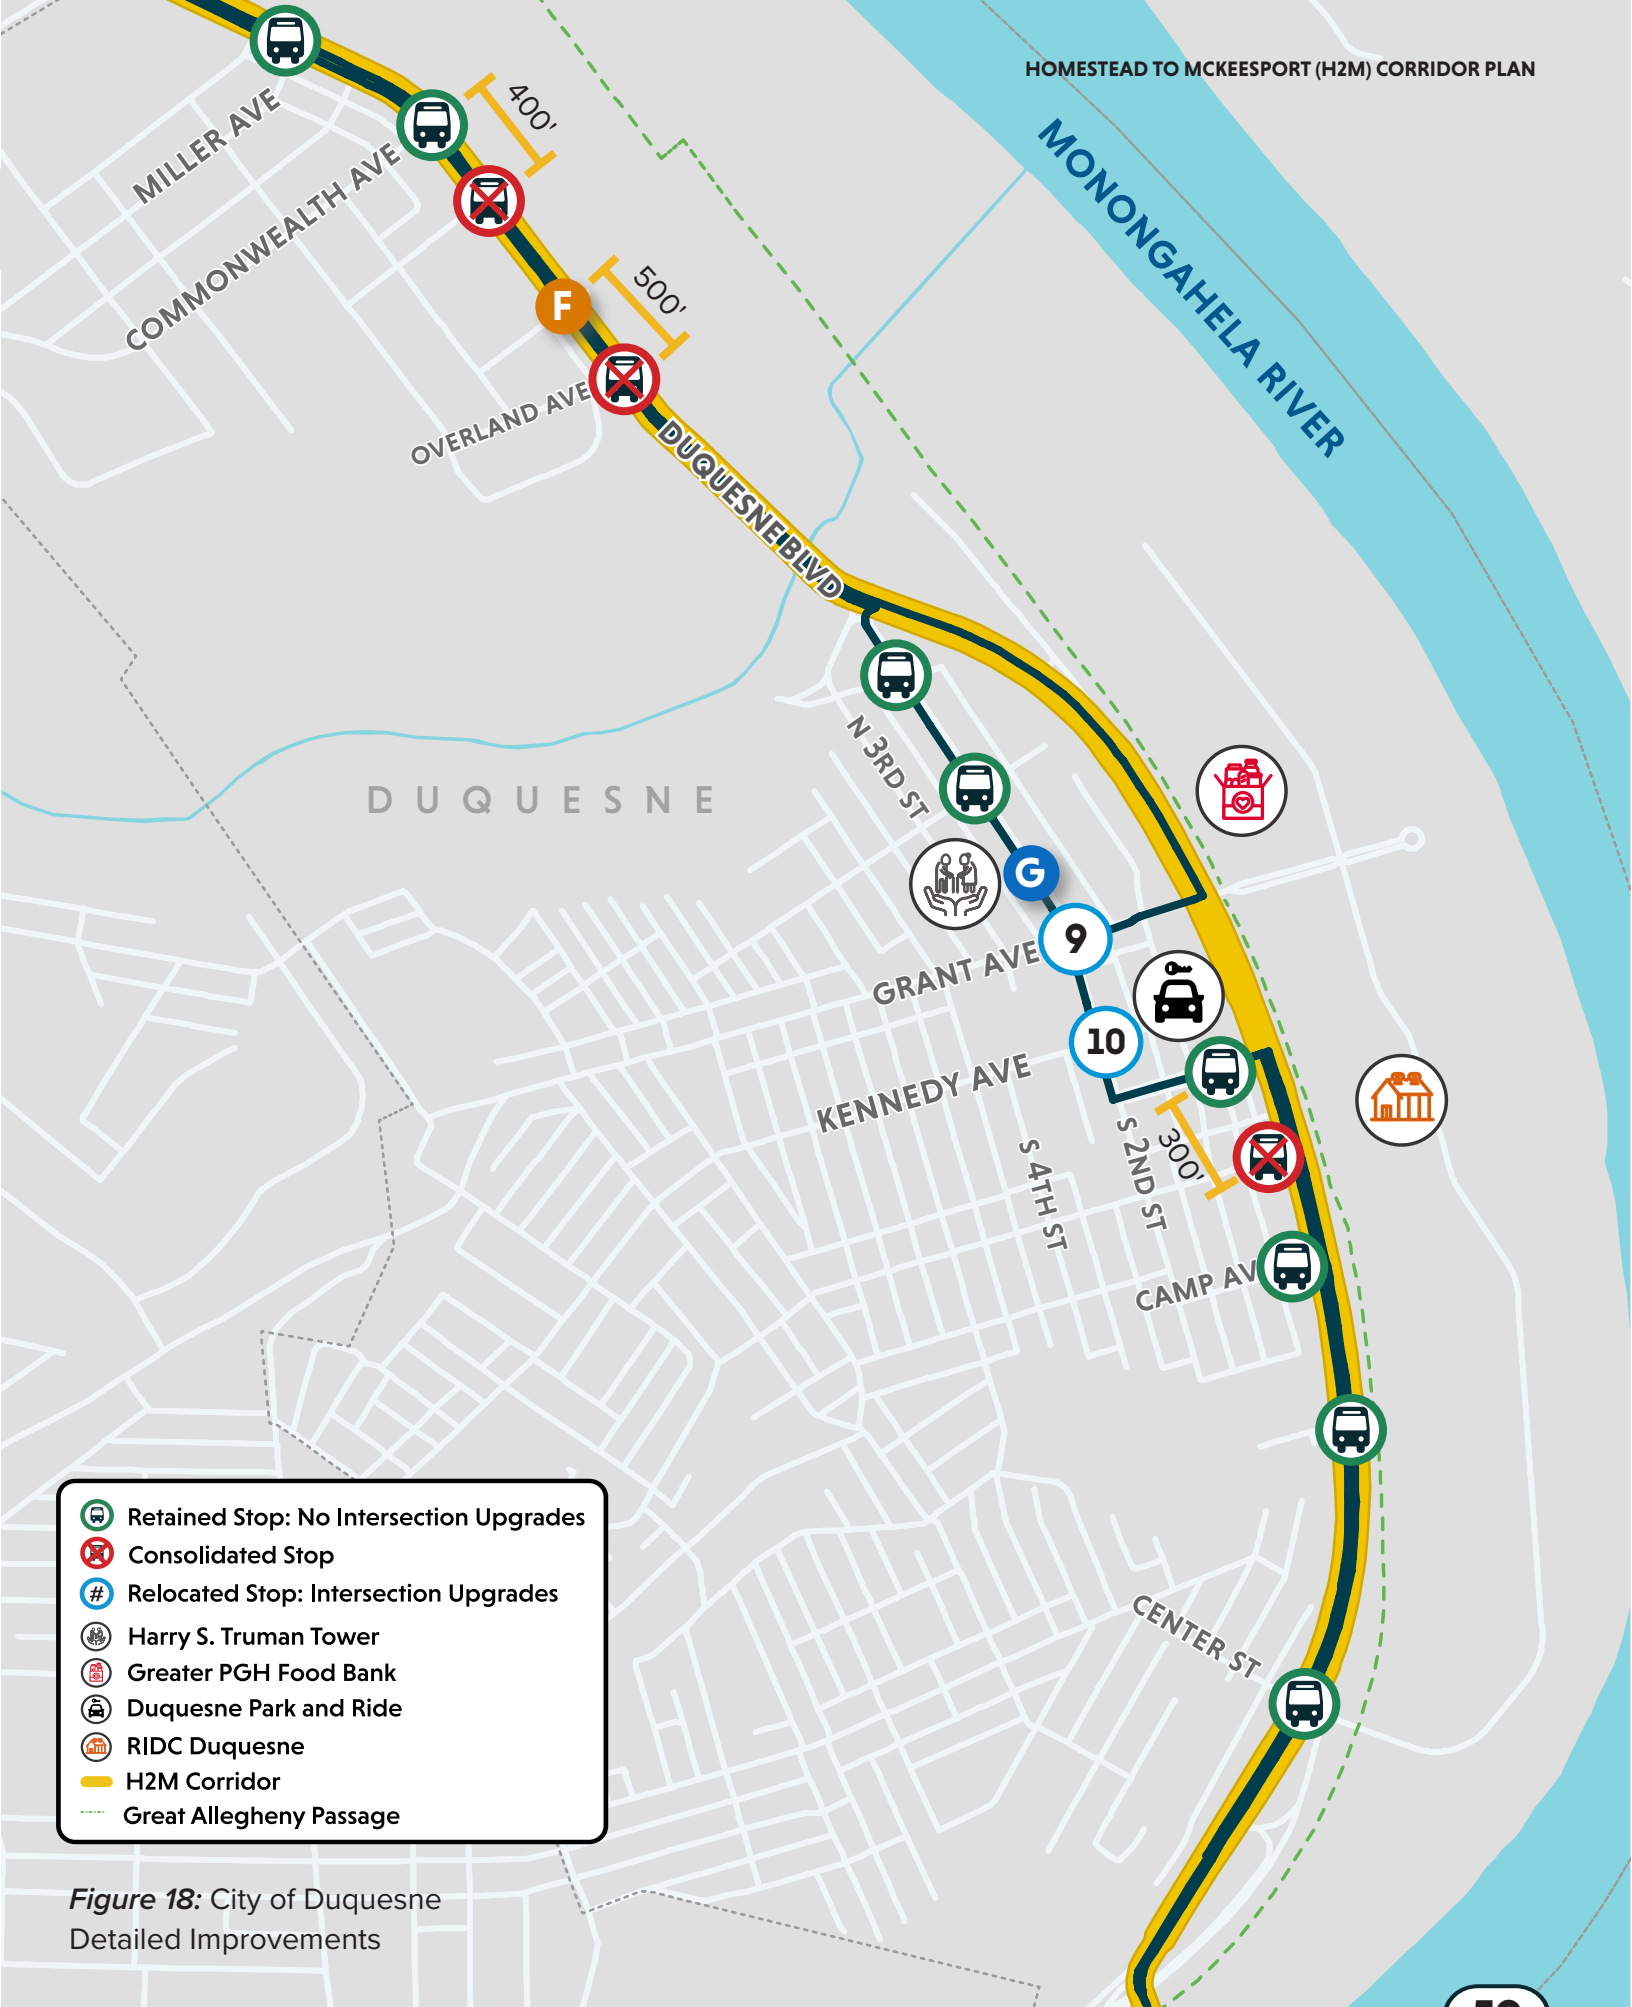 HOMESTEAD TO MCKEESPORT (H2M) CORRIDOR PLAN
MILLER AVE
COMMONWEALTH AVE
400'
MONONGAHELA RIVER
F
500'
OVERLAND AVE
DUQUESNE BLVD
N 3RD ST
DUQUESNE
G
9
GRANT AVE
10
KENNEDY AVE
S 4TH ST
S 2ND ST
300'
CAMP AV
CENTER ST
Retained Stop: No Intersection Upgrades
Consolidated Stop
# Relocated Stop: Intersection Upgrades
Harry S. Truman Tower
Greater PGH Food Bank
Duquesne Park and Ride
RIDC Duquesne
H2M Corridor
Great Allegheny Passage
Figure 18: City of Duquesne
Detailed Improvements